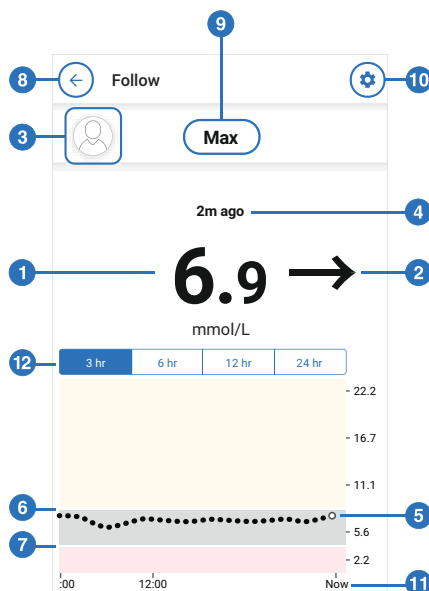 9
8 Follow 10
3 Max
2m ago 4
1 6.9 2
mmol/L
12 3 hr 6 hr 12 hr 24 hr
22.2
16.7
11.1
6 5
5.6
7
2.2
:00 12:00 Now 11